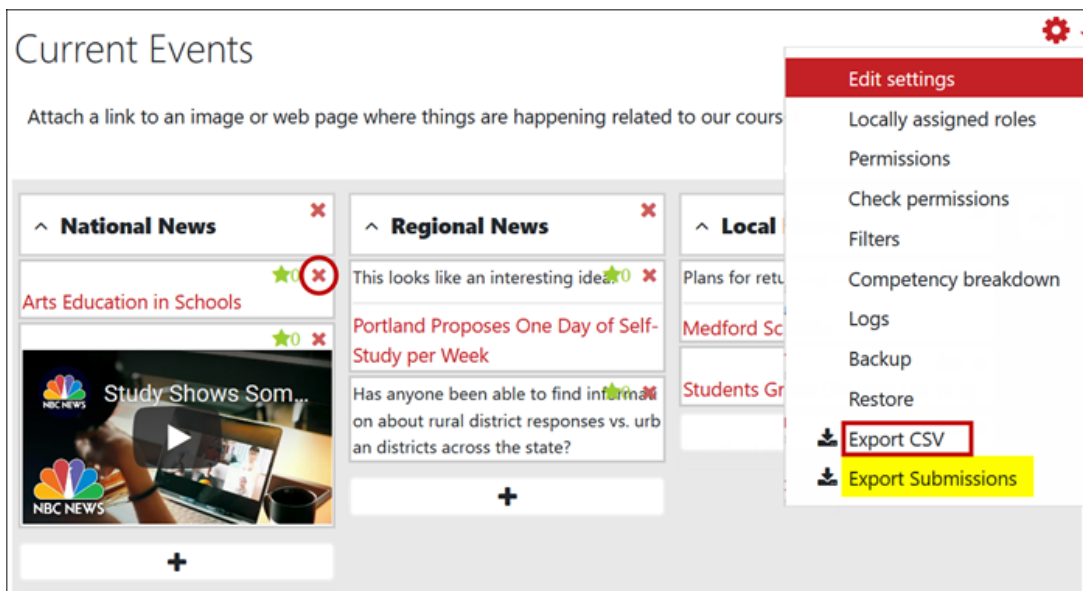 Current Events
Attach a link to an image or web page where things are happening related to our cours
National News
Arts Education in Schools
0
0
Study Shows Som...
NBC NEWS
NBC NEWS
Regional News
This looks like an interesting idea. 0
Portland Proposes One Day of Self-
Study per Week
Has anyone been able to find informati
on about rural district responses vs. urb
an districts across the state?
Local
Plans for retu
Medford Sc
Students Gr
Edit settings
Locally assigned roles
Permissions
Check permissions
Filters
Competency breakdown
Logs
Backup
Restore
Export CSV
Export Submissions